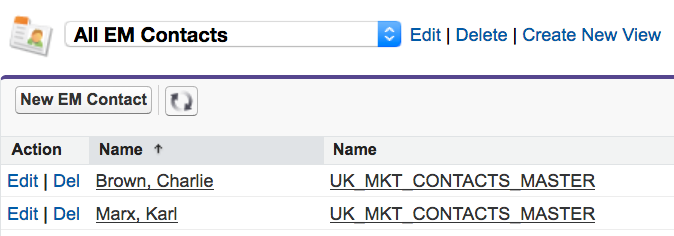 All EM Contacts Edit | Delete | Create New View
New EM Contact
Action Name ↑ Name
Edit | Del Brown, Charlie UK_MKT_CONTACTS_MASTER
Edit | Del Marx, Karl UK_MKT_CONTACTS_MASTER